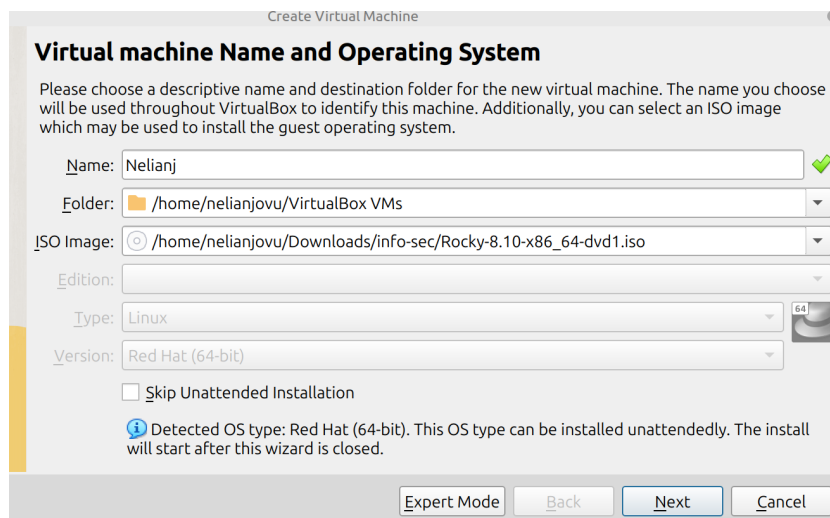 Create Virtual Machine
Virtual machine Name and Operating System
Please choose a descriptive name and destination folder for the new virtual machine. The name you choose
will be used throughout VirtualBox to identify this machine. Additionally, you can select an ISO image
which may be used to install the guest operating system.
Name: Nelianj
Folder: /home/nelianjovu/VirtualBox VMs
ISO Image: /home/nelianjovu/Downloads/info-sec/Rocky-8.10-x86_64-dvd1.iso
Edition:
Type: Linux
64
Version: Red Hat (64-bit)
Skip Unattended Installation
Detected OS type: Red Hat (64-bit). This OS type can be installed unattendedly. The install
will start after this wizard is closed.
Expert Mode Back Next Cancel